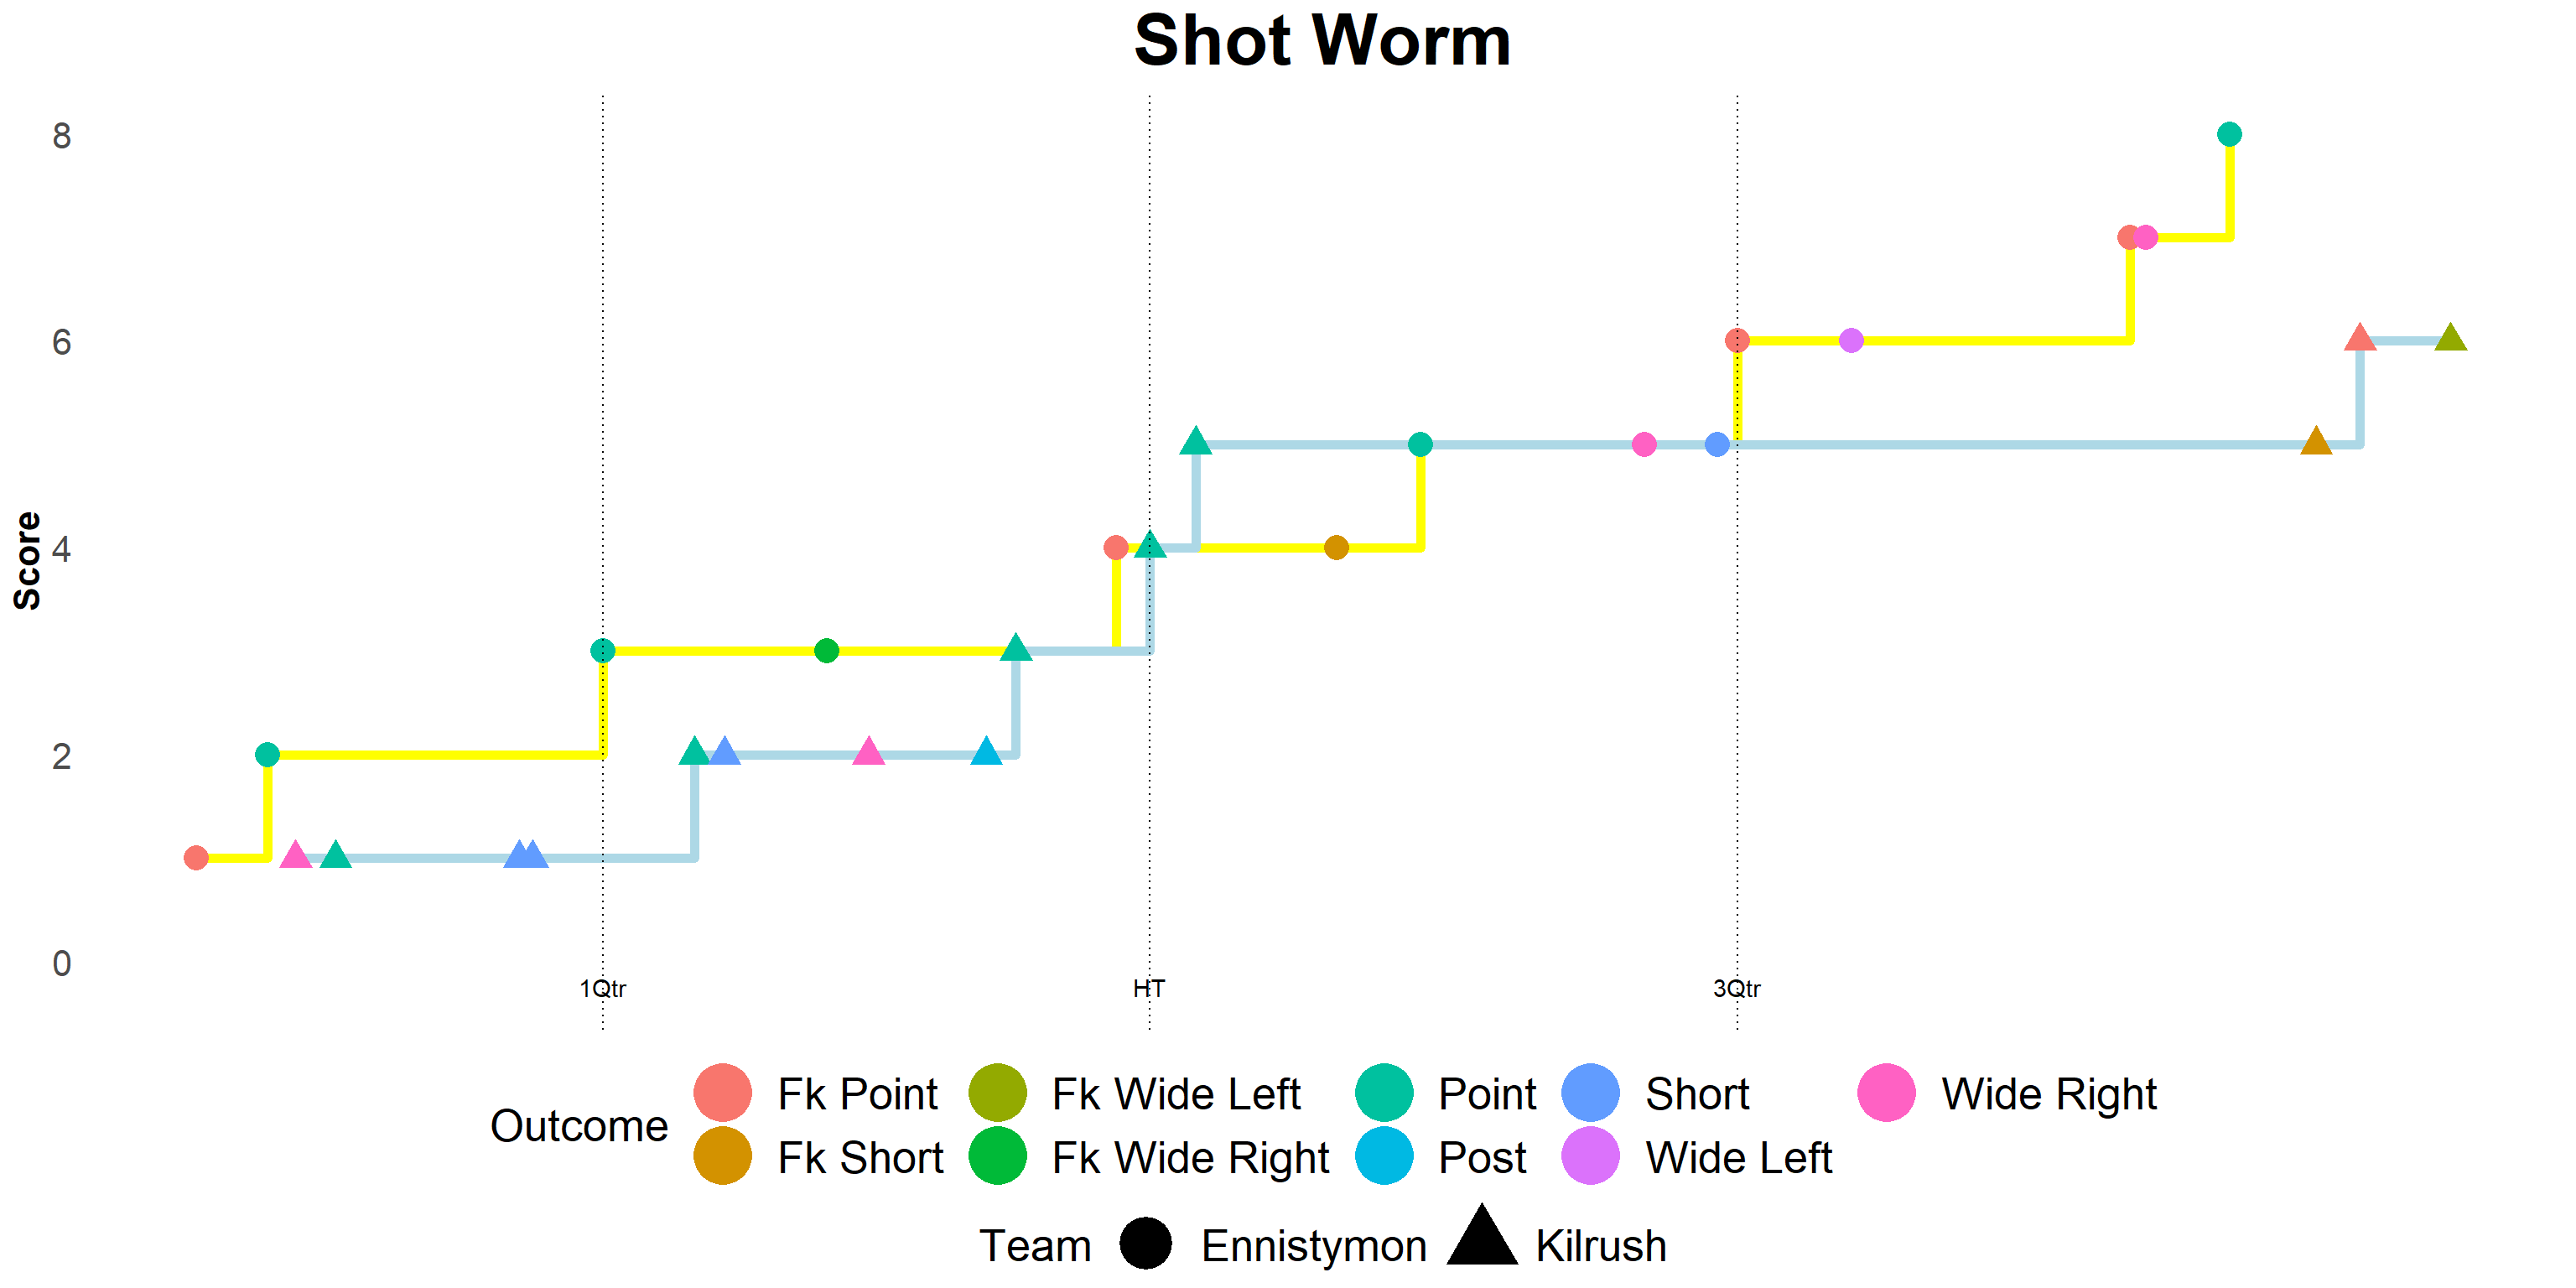 Shot Worm
8
6
4
2
0
Score
1Qtr
HT
3Qtr
Outcome
Fk Point
Fk Wide Left
Point
Short
Wide Right
Fk Short
Fk Wide Right
Post
Wide Left
Team
Ennistymon
Kilrush